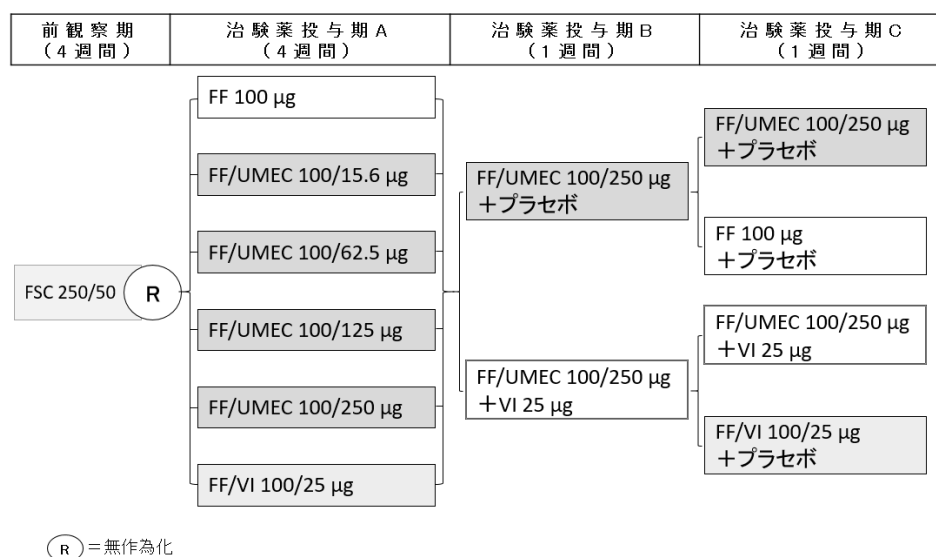 前観察期
(4週間)
治験薬投与期A
(4週間)
治験薬投与期B
(1週間)
治験薬投与期C
(1週間)
FSC 250/50
R
FF 100 µg
FF/UMEC 100/15.6 µg
FF/UMEC 100/62.5 µg
FF/UMEC 100/125 µg
FF/UMEC 100/250 µg
FF/VI 100/25 µg
FF/UMEC 100/250 µg
+プラセボ
FF/UMEC 100/250 µg
+VI 25 µg
FF/UMEC 100/250 µg
+プラセボ
FF 100 µg
+プラセボ
FF/UMEC 100/250 µg
+VI 25 µg
FF/VI 100/25 µg
+プラセボ
R =無作為化